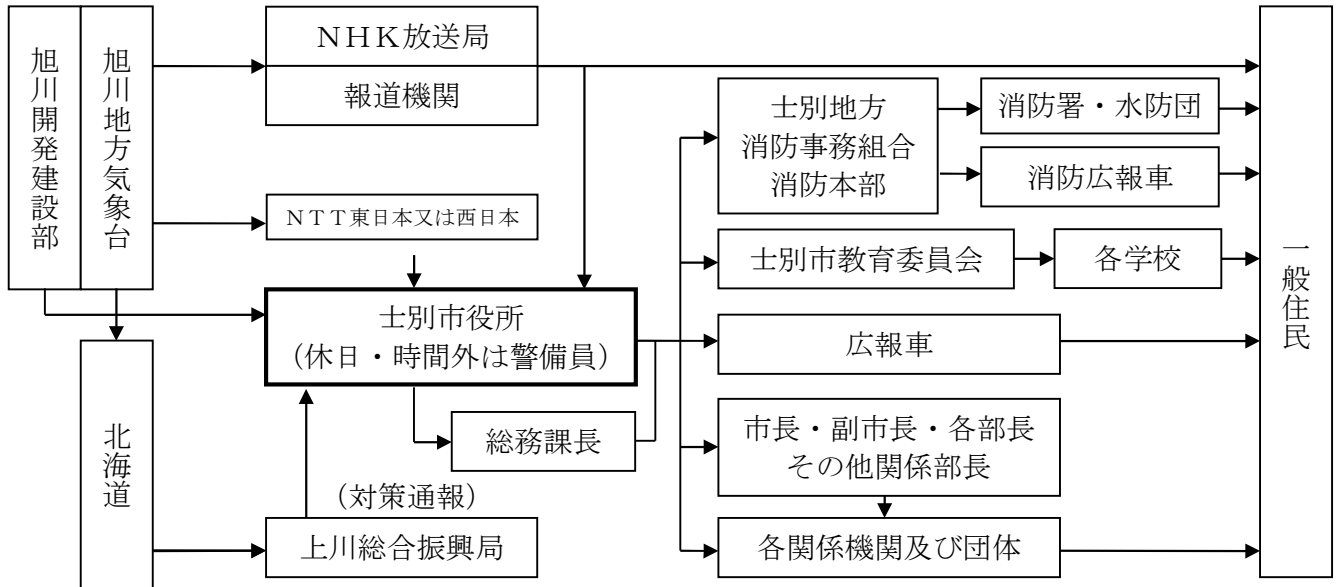 旭川開発建設部
旭川地方気象台
北海道
ＮＨＫ放送局
報道機関
ＮＴＴ東日本又は西日本
士別市役所
（休日・時間外は警備員）
総務課長
（対策通報）
上川総合振興局
士別地方
消防事務組合
消防本部
消防署・水防団
消防広報車
士別市教育委員会
各学校
広報車
市長・副市長・各部長
その他関係部長
各関係機関及び団体
一般住民